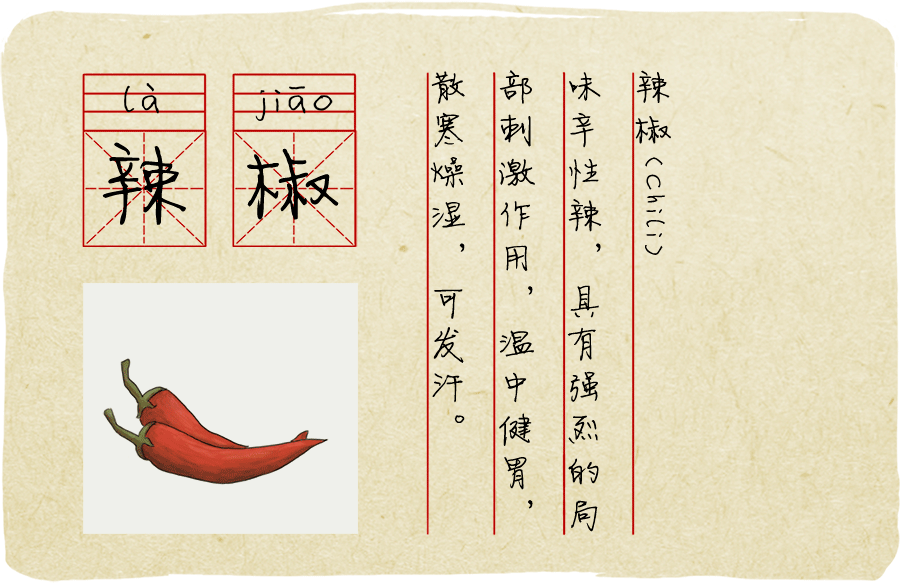 là jiāo
辣椒
辣椒(chili)
味辛性辣，具有强烈的局
部刺激作用，温中健胃，
散寒燥湿，可发汗。